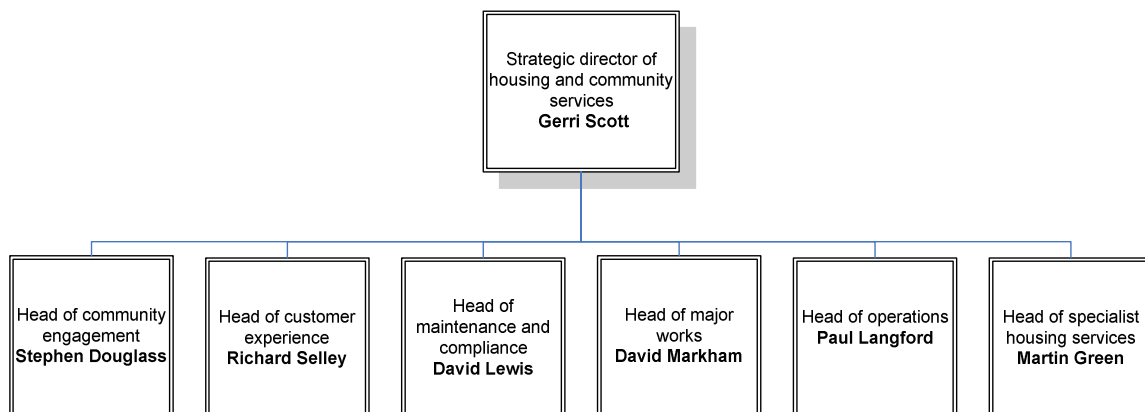 Strategic director of
housing and community
services
Gerri Scott
Head of community
engagement
Stephen Douglass
Head of customer
experience
Richard Selley
Head of
maintenance and
compliance
David Lewis
Head of major
works
David Markham
Head of operations
Paul Langford
Head of specialist
housing services
Martin Green